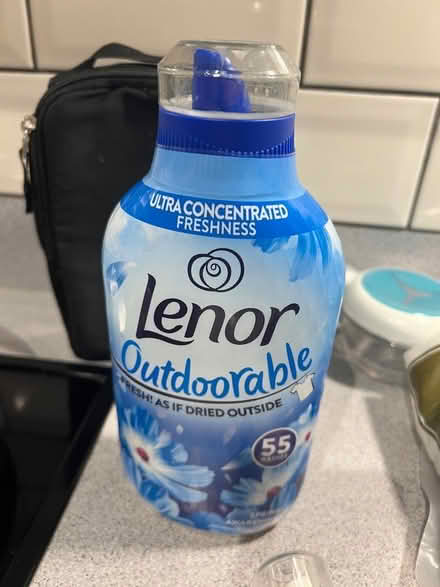 ULTRA CONCENTRATED
FRESHNESS
Lenor
Outdoorable
FRESH! AS IF DRIED OUTSIDE
55